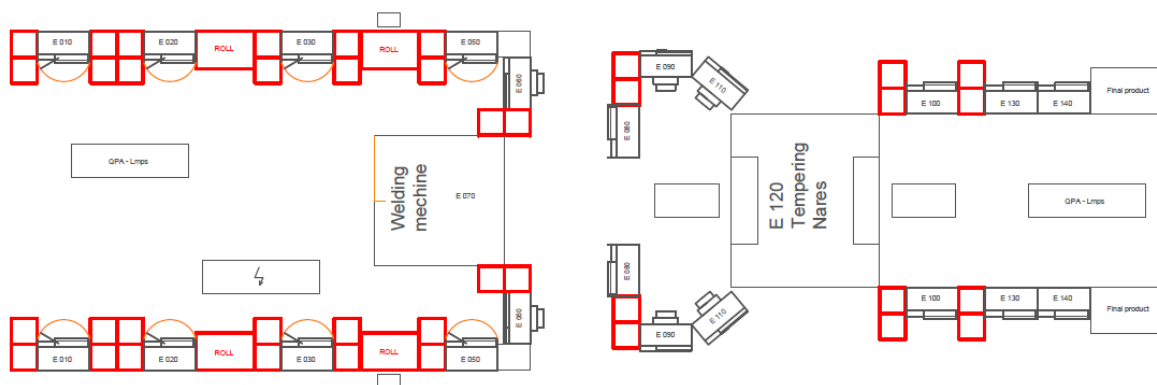 E 010
E 020
ROLL
E 030
ROLL
E 050
E 060
E 090
E 110
E 080
E 100
E 130
E 140
Final product
QPA - Lmps
Welding
mechine
E 070
E 120
Tempering
Nares
QPA - Lmps
E 080
E 090
E 110
E 100
E 130
E 140
Final product
E 060
E 010
E 020
ROLL
E 030
ROLL
E 050